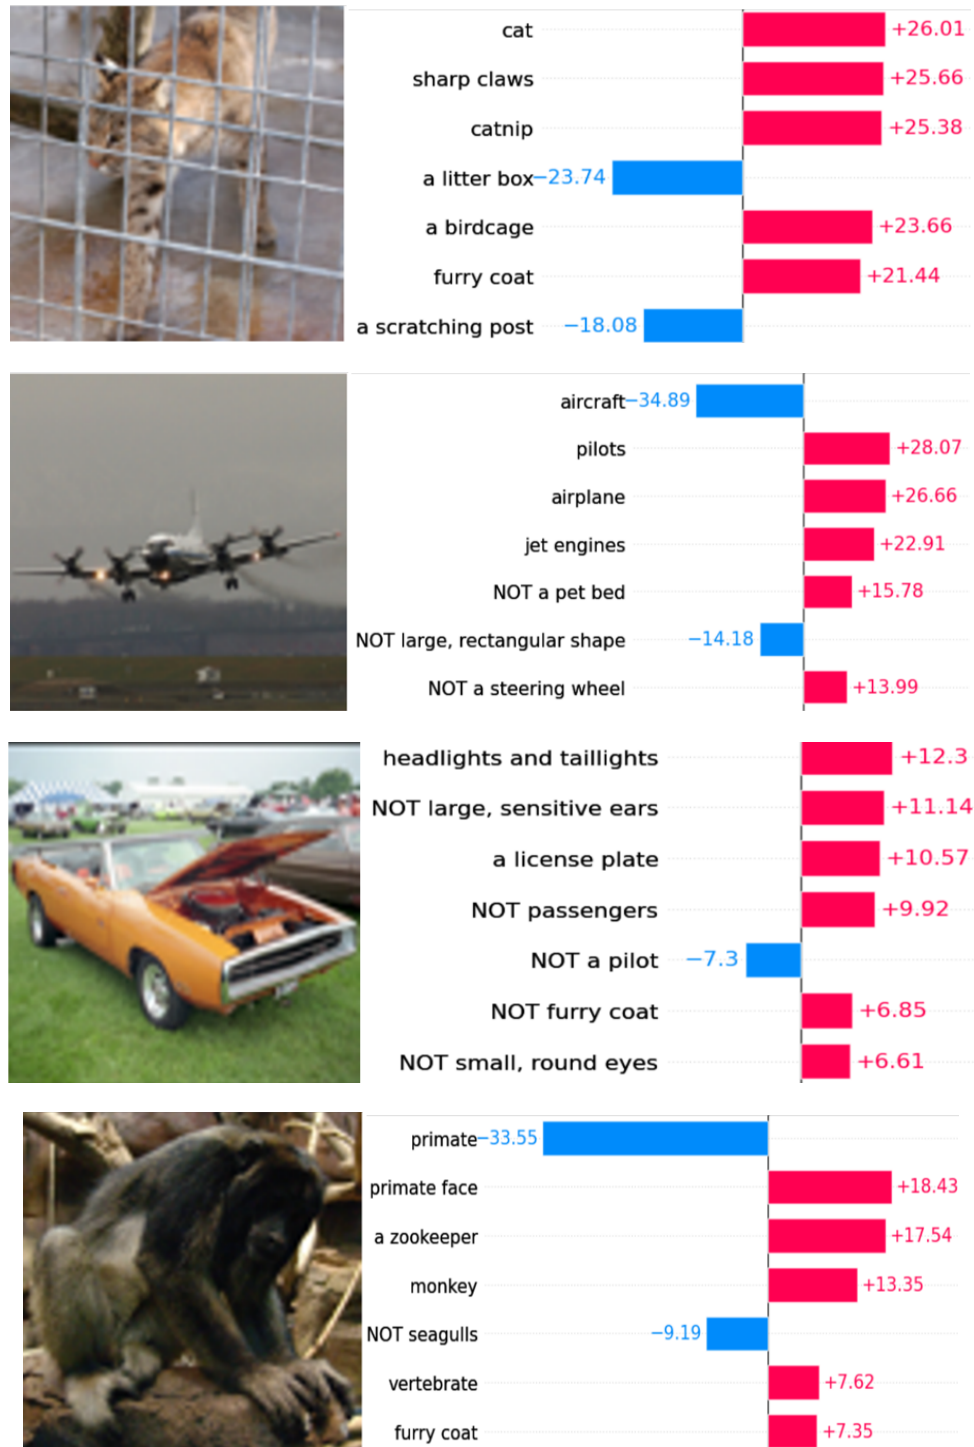 cat +26.01
sharp claws +25.66
catnip +25.38
a litter box −23.74
a birdcage +23.66
furry coat +21.44
a scratching post −18.08
aircraft −34.89
pilots +28.07
airplane +26.66
jet engines +22.91
NOT a pet bed +15.78
NOT large, rectangular shape −14.18
NOT a steering wheel +13.99
headlights and taillights +12.3
NOT large, sensitive ears +11.14
a license plate +10.57
NOT passengers +9.92
NOT a pilot −7.3
NOT furry coat +6.85
NOT small, round eyes +6.61
primate −33.55
primate face +18.43
a zookeeper +17.54
monkey +13.35
NOT seagulls −9.19
vertebrate +7.62
furry coat +7.35